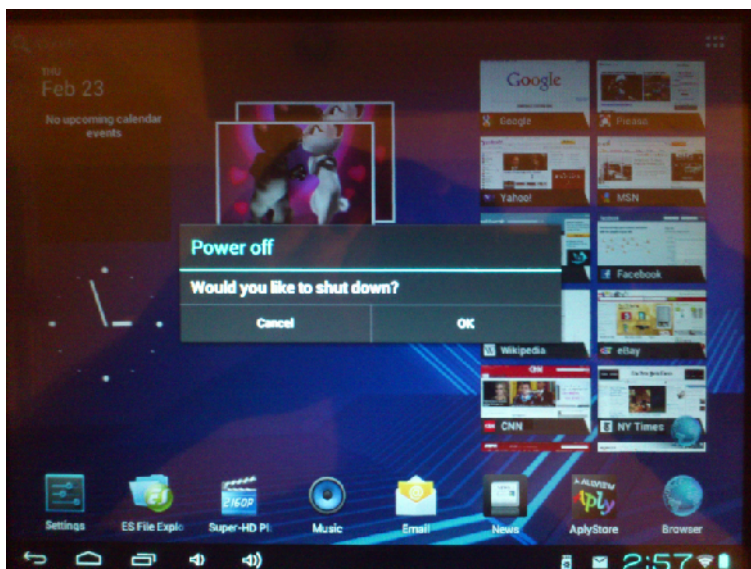 THU
Feb 23
No upcoming calendar
events
Google
Google
Picasa
Yahoo!
MSN
Facebook
Power off
Would you like to shut down?
Cancel
OK
Wikipedia
eBay
CNN
NY Times
2160P
Settings
ES File Explo
Super-HD Pl
Music
Email
News
AplyStore
Browser
2:57